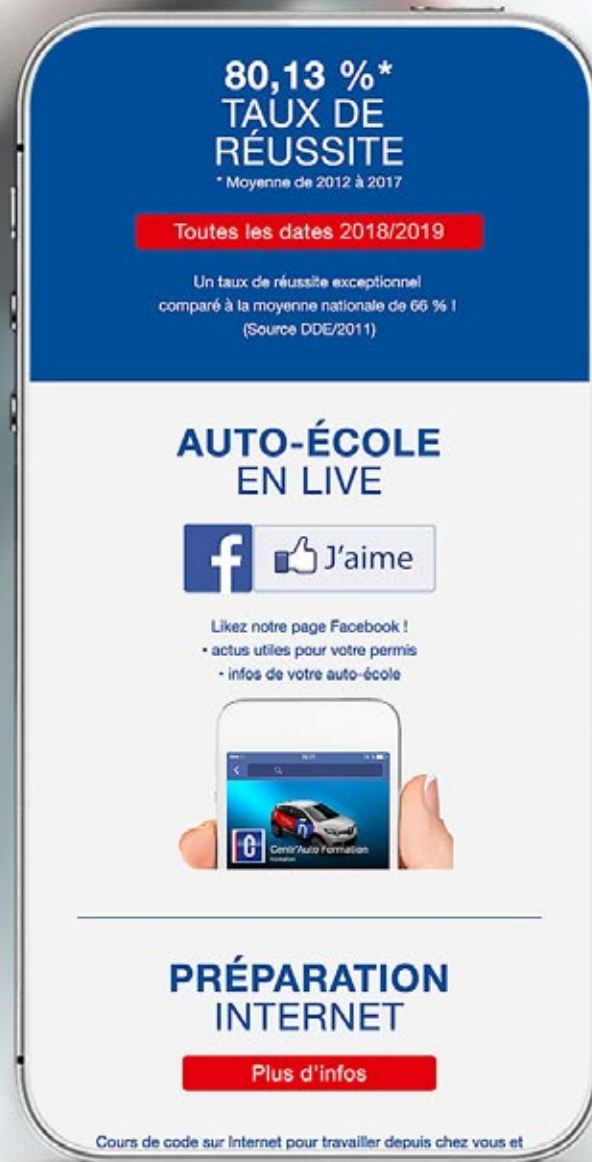 80,13 %*
TAUX DE
RÉUSSITE
* Moyenne de 2012 à 2017
Toutes les dates 2018/2019
Un taux de réussite exceptionnel
comparé à la moyenne nationale de 66 % !
(Source DDE/2011)
AUTO-ÉCOLE
EN LIVE
f J'aime
Likez notre page Facebook !
• actus utiles pour votre permis
• infos de votre auto-école
Centr'Auto Formation
Formation
PRÉPARATION
INTERNET
Plus d'infos
Cours de code sur Internet pour travailler depuis chez vous et